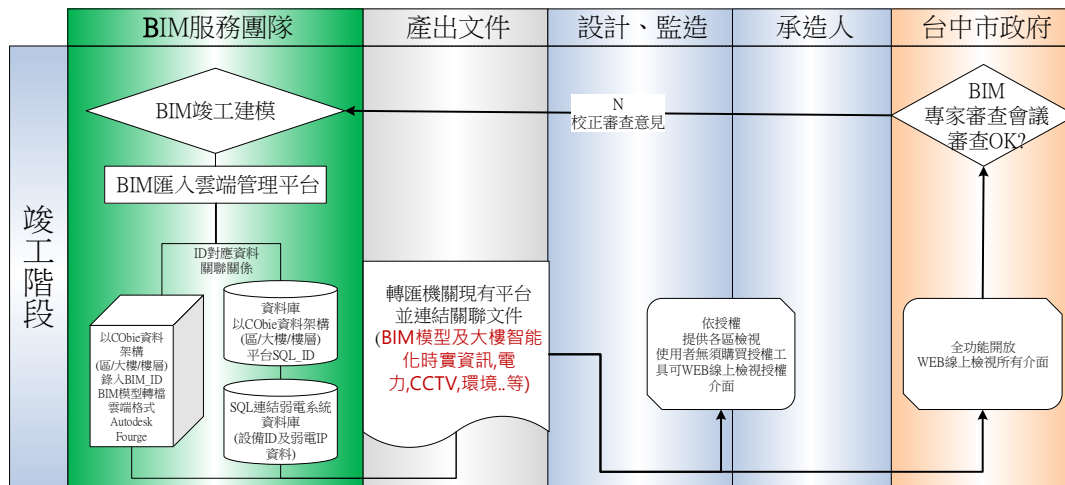 BIM服務團隊
產出文件
設計、監造
承造人
台中市政府
竣工階段
BIM竣工建模
N
校正審查意見
BIM
專家審查會議
審查OK?
BIM匯入雲端管理平台
ID對應資料
關聯關係
以CObie資料
架構
(區/大樓/樓層)
錄入BIM_ID
BIM模型轉檔
雲端格式
Autodesk
Fourge
資料庫
以CObie資料架構
(區/大樓/樓層)
平台SQL_ID
SQL連結弱電系統
資料庫
(設備ID及弱電IP
資料)
轉匯機關現有平台
並連結關聯文件
(BIM模型及大樓智能
化時實資訊,電
力,CCTV,環境..等)
依授權
提供各區檢視
使用者無須購買授權工
具可WEB線上檢視授權
介面
全功能開放
WEB線上檢視所有介面